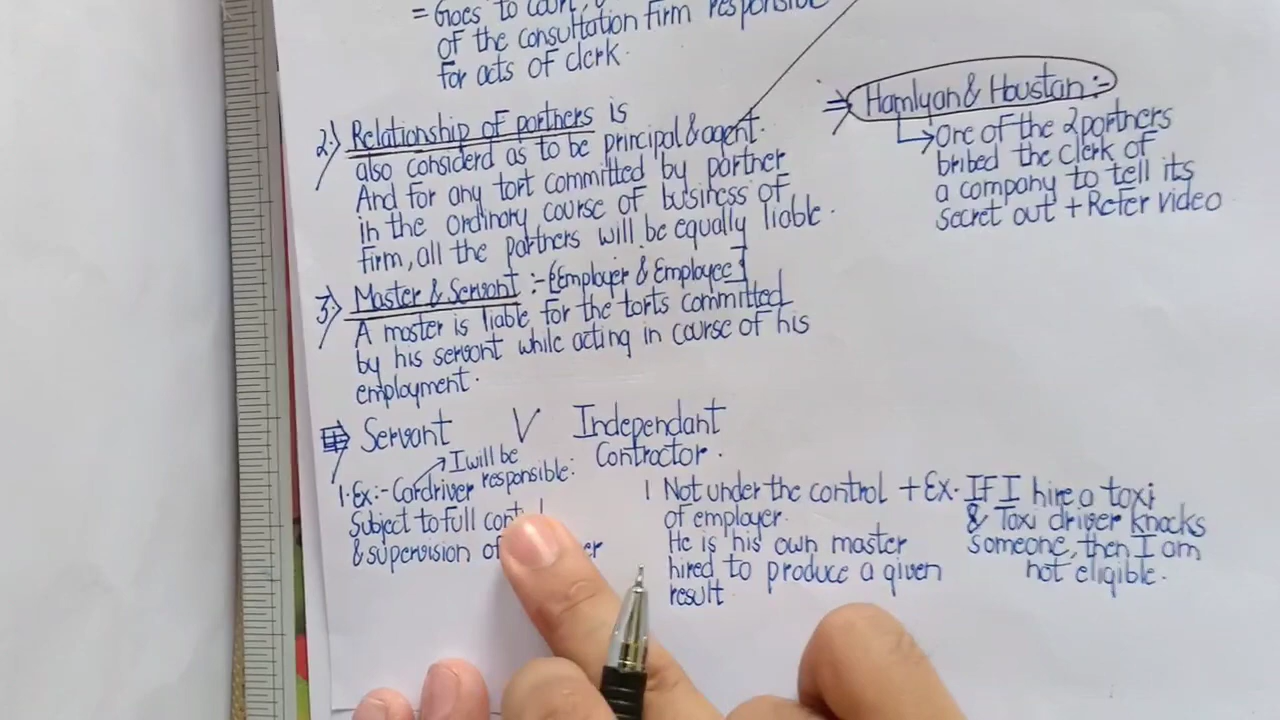 = Goes to court,
of the consultation firm responsible
for acts of clerk.
2.) Relationship of partners is
also considerd as to be principal & agent.
And for any tort committed by partner
in the ordinary course of business of
firm, all the partners will be equally liable.
3.) Master & Servant :- {Employer & Employee}
A master is liable for the torts committed
by his servant while acting in course of his
employment.
⇒ Hamlyan & Houstan :-
One of the 2 partners
bribed the clerk of
a company to tell its
secret out + Refer video
Servant V Independant
Contractor.
I will be
responsible:
1. Ex:- Car driver
Subject to full
& supervision of
1 Not under the control
of employer.
He is his own master
hired to produce a given
result
+ Ex. If I hire a taxi
& Taxi driver knocks
someone, then I am
not eligible.